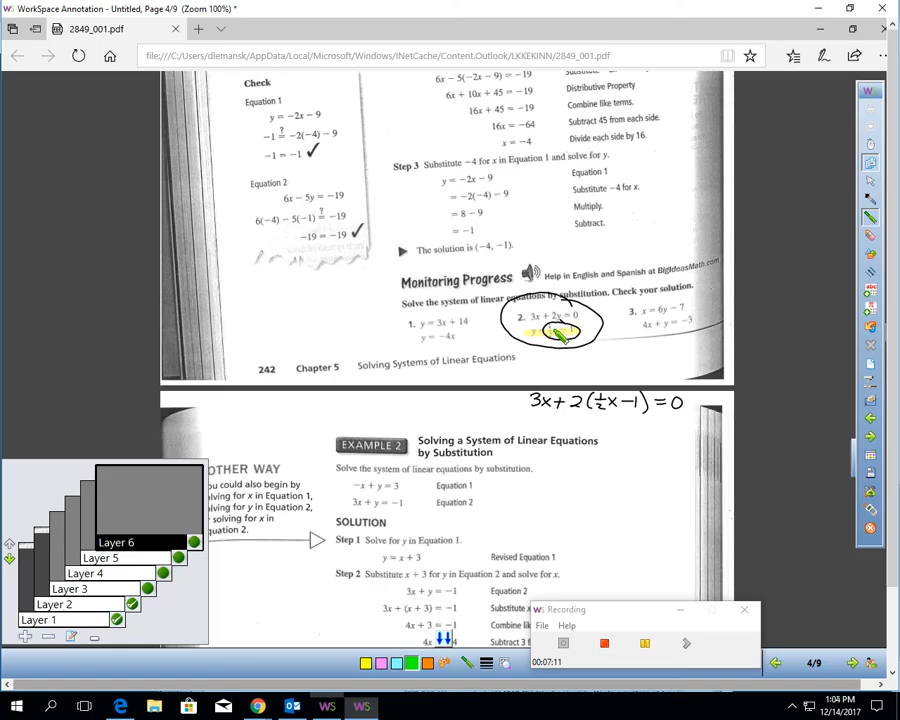 WorkSpace Annotation - Untitled, Page 4/9 (Zoom 100%) *
2849_001.pdf
file:///C:/Users/dlemansk/AppData/Local/Microsoft/Windows/INetCache/Content.Outlook/LKKEKINN/2849_001.pdf
Check
Equation 1
y = −2x − 9
−1 ≟ −2(−4) − 9
−1 = −1 ✓
Equation 2
6x − 5y = −19
6(−4) − 5(−1) ≟ −19
−19 = −19 ✓
6x − 5(−2x − 9) = −19
6x + 10x + 45 = −19 Distributive Property
16x + 45 = −19 Combine like terms.
16x = −64 Subtract 45 from each side.
x = −4 Divide each side by 16.
Step 3 Substitute −4 for x in Equation 1 and solve for y.
y = −2x − 9 Equation 1
= −2(−4) − 9 Substitute −4 for x.
= 8 − 9 Multiply.
= −1 Subtract.
The solution is (−4, −1).
Monitoring Progress Help in English and Spanish at BigIdeasMath.com
Solve the system of linear equations by substitution. Check your solution.
1. y = 3x + 14
y = −4x
2. 3x + 2y = 0
3. x = 6y − 7
4x + y = −3
242 Chapter 5 Solving Systems of Linear Equations
3x + 2(½x − 1) = 0
OTHER WAY
EXAMPLE 2 Solving a System of Linear Equations
by Substitution
Solve the system of linear equations by substitution.
−x + y = 3 Equation 1
3x + y = −1 Equation 2
SOLUTION
Step 1 Solve for y in Equation 1.
y = x + 3 Revised Equation 1
Step 2 Substitute x + 3 for y in Equation 2 and solve for x.
3x + y = −1 Equation 2
3x + (x + 3) = −1 Substitute
4x + 3 = −1 Combine
4x Subtract 3
ou could also begin by
lving for x in Equation 1,
lving for y in Equation 2,
solving for x in
quation 2.
Layer 6
Layer 5
Layer 4
Layer 3
Layer 2
Layer 1
WS Recording
File Help
00:07:11
4/9
1:04 PM
12/14/2017